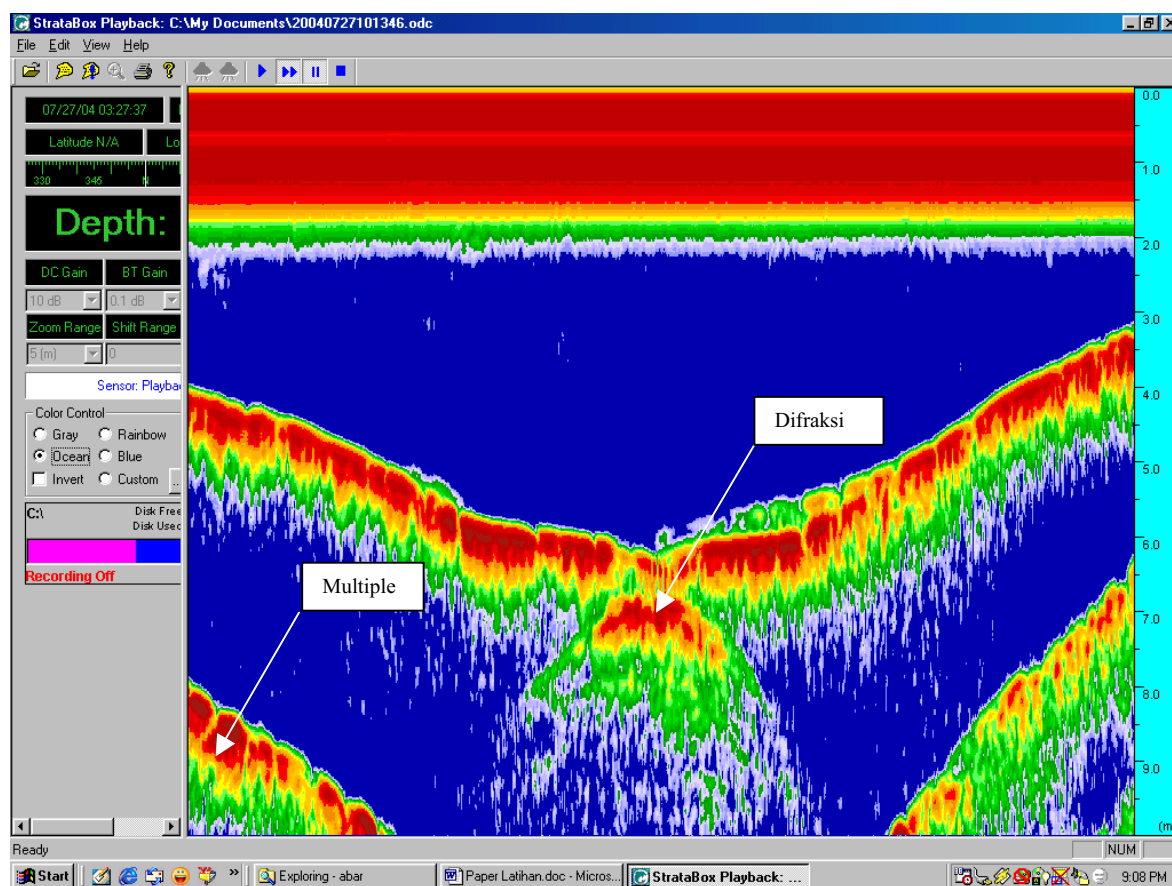 StrataBox Playback: C:\My Documents\20040727101346.odc
File Edit View Help
07/27/04 03:27:37
Latitude N/A Lo
330 345 N
Depth:
DC Gain BT Gain
10 dB 0.1 dB
Zoom Range Shift Range
5 (m) 0
Sensor: Playba
Color Control
Gray Rainbow
Ocean Blue
Invert Custom ..
C:\ Disk Free
Disk Used
Recording Off
Difraksi
Multiple
0.0
1.0
2.0
3.0
4.0
5.0
6.0
7.0
8.0
9.0
(m
Ready NUM
Start » Exploring - abar Paper Latihan.doc - Micros... StrataBox Playback: ... 9:08 PM